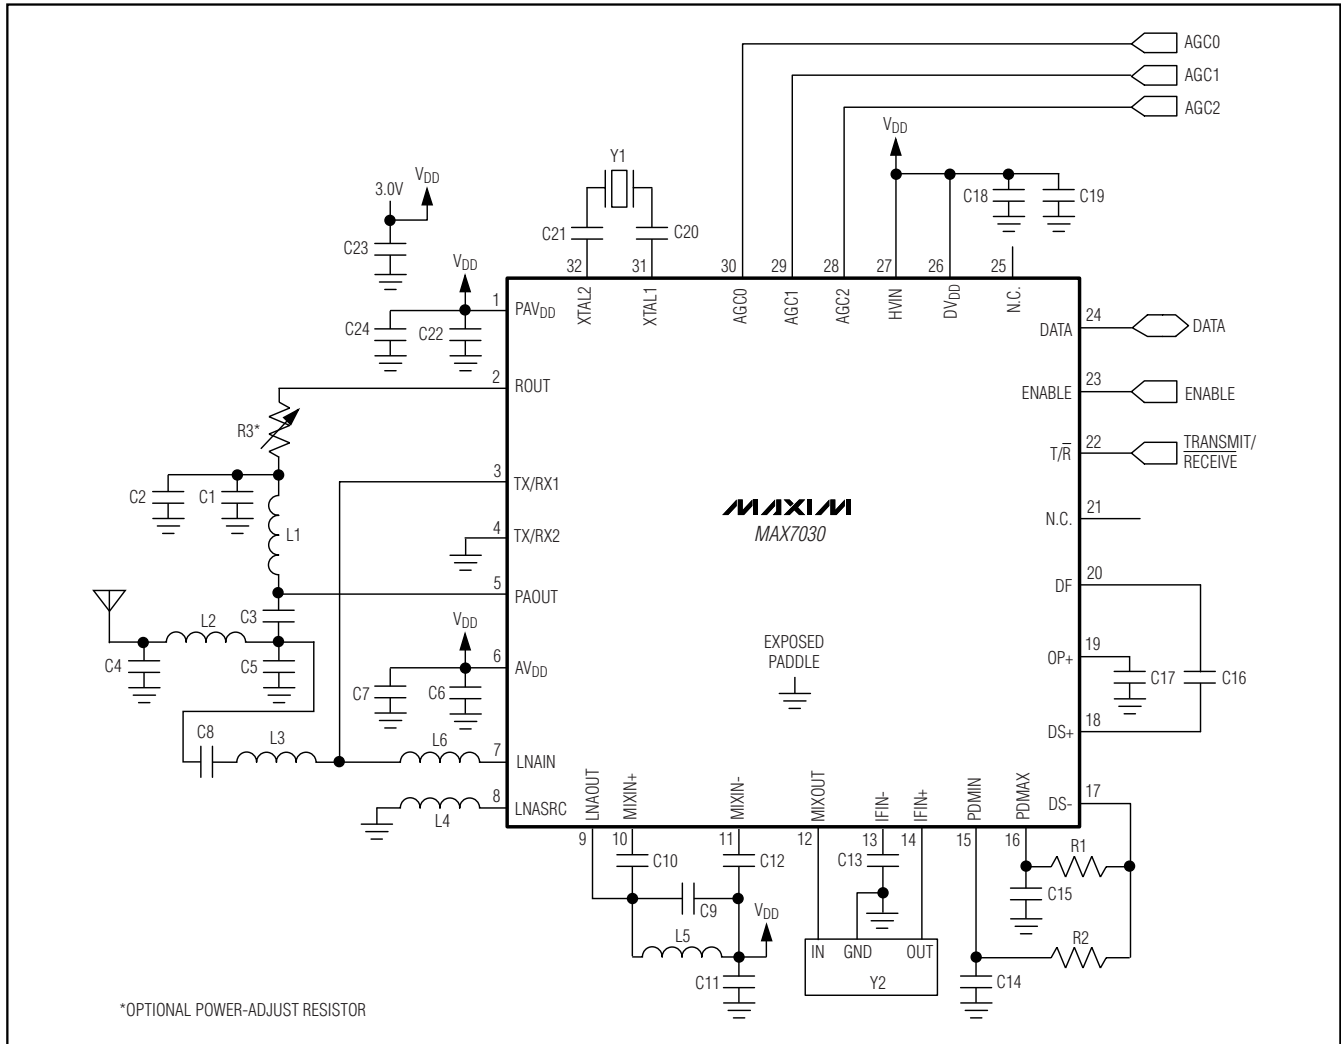 AGC0
AGC1
AGC2
VDD
Y1
3.0V
VDD
C18
C19
C21
C20
C23
VDD
32
31
30
29
28
27
26
25
1
PAVDD
XTAL2
XTAL1
AGC0
AGC1
AGC2
HVIN
DVDD
N.C.
C24
C22
DATA
24
DATA
2
ROUT
ENABLE
23
ENABLE
R3*
T/R̅
22
TRANSMIT/
R̅E̅C̅E̅I̅V̅E̅
C2
C1
3
TX/RX1
MAXIM
MAX7030
N.C.
21
L1
4
TX/RX2
5
PAOUT
DF
20
C3
L2
VDD
EXPOSED
PADDLE
OP+
19
C4
C5
6
AVDD
C7
C6
C17
C16
DS+
18
C8
L3
L6
7
LNAIN
8
LNASRC
L4
LNAOUT
MIXIN+
MIXIN-
MIXOUT
IFIN-
IFIN+
PDMIN
PDMAX
DS-
17
9
10
11
12
13
14
15
16
C10
C12
C13
R1
C15
C9
VDD
L5
R2
IN
GND
OUT
C11
Y2
C14
*OPTIONAL POWER-ADJUST RESISTOR